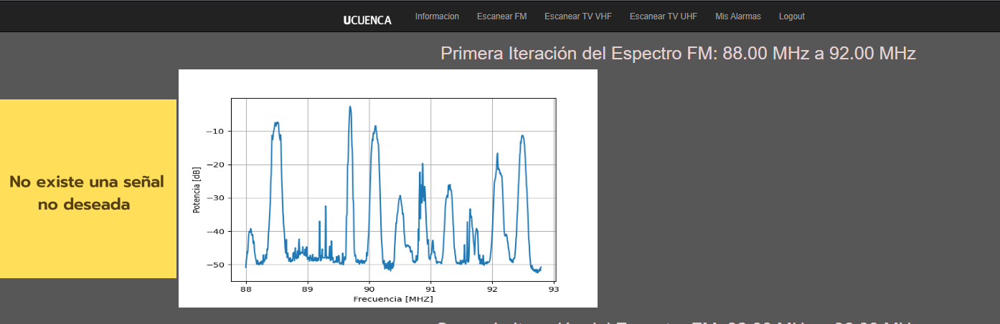 UCUENCA Informacion Escanear FM Escanear TV VHF Escanear TV UHF Mis Alarmas Logout
Primera Iteración del Espectro FM: 88.00 MHz a 92.00 MHz
No existe una señal
no deseada
Potencia [dB]
−10
−20
−30
−40
−50
88 89 90 91 92 93
Frecuencia [MHZ]